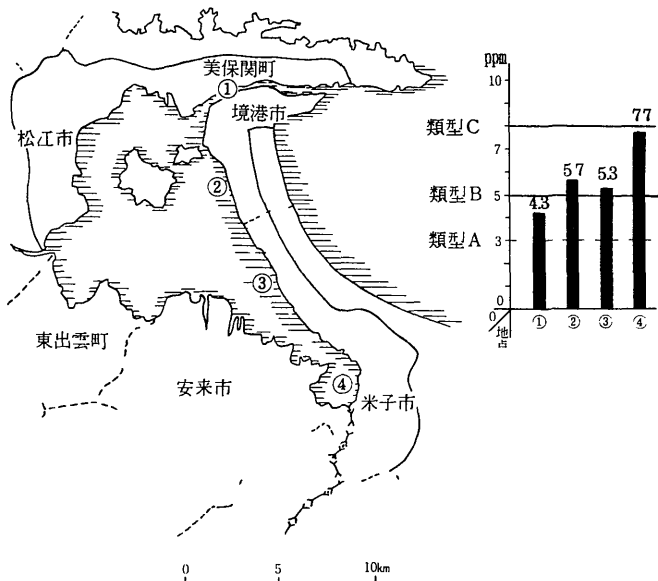 美保関町
①
境港市
松江市
②
③
東出雲町
安来市
④
米子市
0 5 10km
ppm
10
類型C
7
類型B
5
類型A
3
0
0
地点
4.3
5.7
5.3
7.7
① ② ③ ④